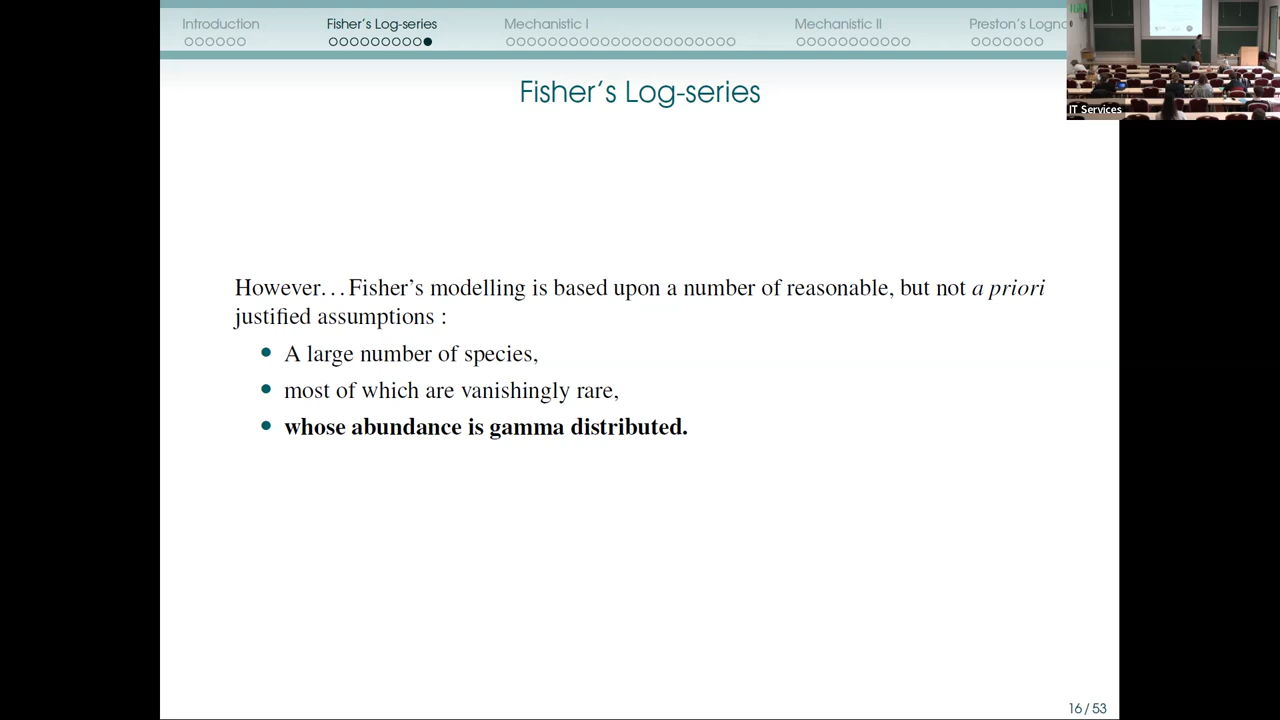 Introduction
Fisher's Log-series
Mechanistic I
Mechanistic II
Preston's Logno
IT Services
Fisher's Log-series
However...Fisher's modelling is based upon a number of reasonable, but not a priori
justified assumptions :
A large number of species,
most of which are vanishingly rare,
whose abundance is gamma distributed.
16 / 53